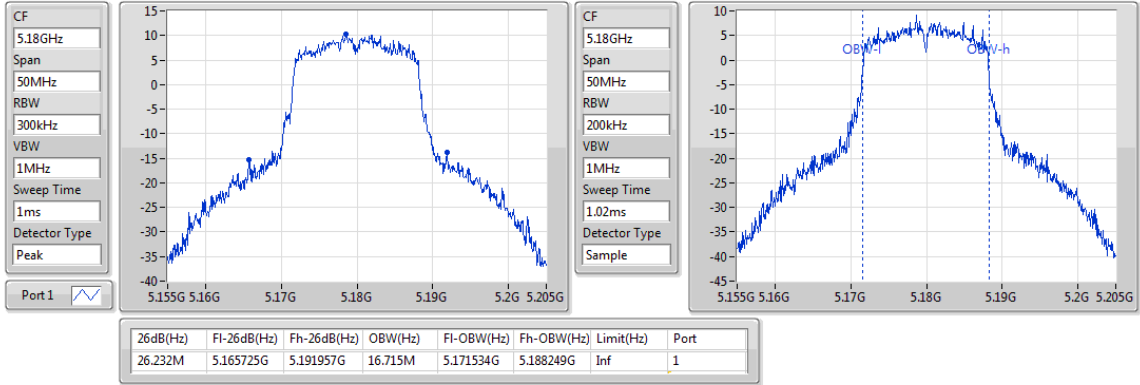 CF
5.18GHz
Span
50MHz
RBW
300kHz
VBW
1MHz
Sweep Time
1ms
Detector Type
Peak
Port 1
15
10
5
0
-5
-10
-15
-20
-25
-30
-35
-40
5.155G 5.16G 5.17G 5.18G 5.19G 5.2G 5.205G
CF
5.18GHz
Span
50MHz
RBW
200kHz
VBW
1MHz
Sweep Time
1.02ms
Detector Type
Sample
10
5
0
-5
-10
-15
-20
-25
-30
-35
-40
-45
OBW-l OBW-h
5.155G 5.16G 5.17G 5.18G 5.19G 5.2G 5.205G
26dB(Hz) Fl-26dB(Hz) Fh-26dB(Hz) OBW(Hz) Fl-OBW(Hz) Fh-OBW(Hz) Limit(Hz) Port
26.232M 5.165725G 5.191957G 16.715M 5.171534G 5.188249G Inf 1